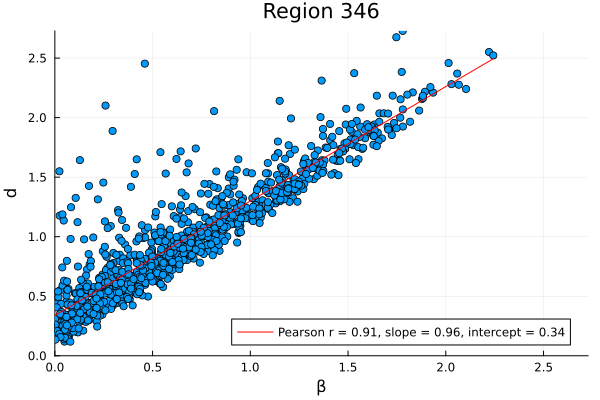 Region 346
d
2.5
2.0
1.5
1.0
0.5
0.0
Pearson r = 0.91, slope = 0.96, intercept = 0.34
0.0 0.5 1.0 1.5 2.0 2.5
β